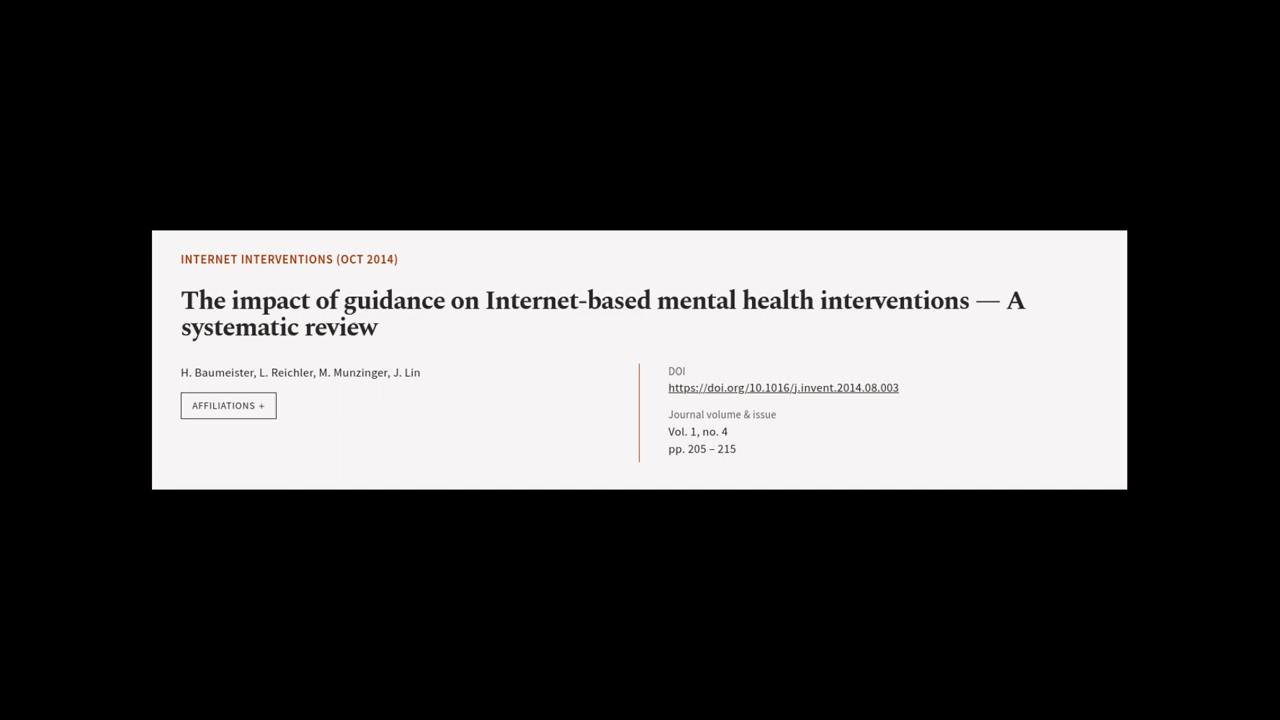 INTERNET INTERVENTIONS (OCT 2014)
The impact of guidance on Internet-based mental health interventions — A
systematic review
H. Baumeister, L. Reichler, M. Munzinger, J. Lin
AFFILIATIONS +
DOI
https://doi.org/10.1016/j.invent.2014.08.003
Journal volume & issue
Vol. 1, no. 4
pp. 205 – 215